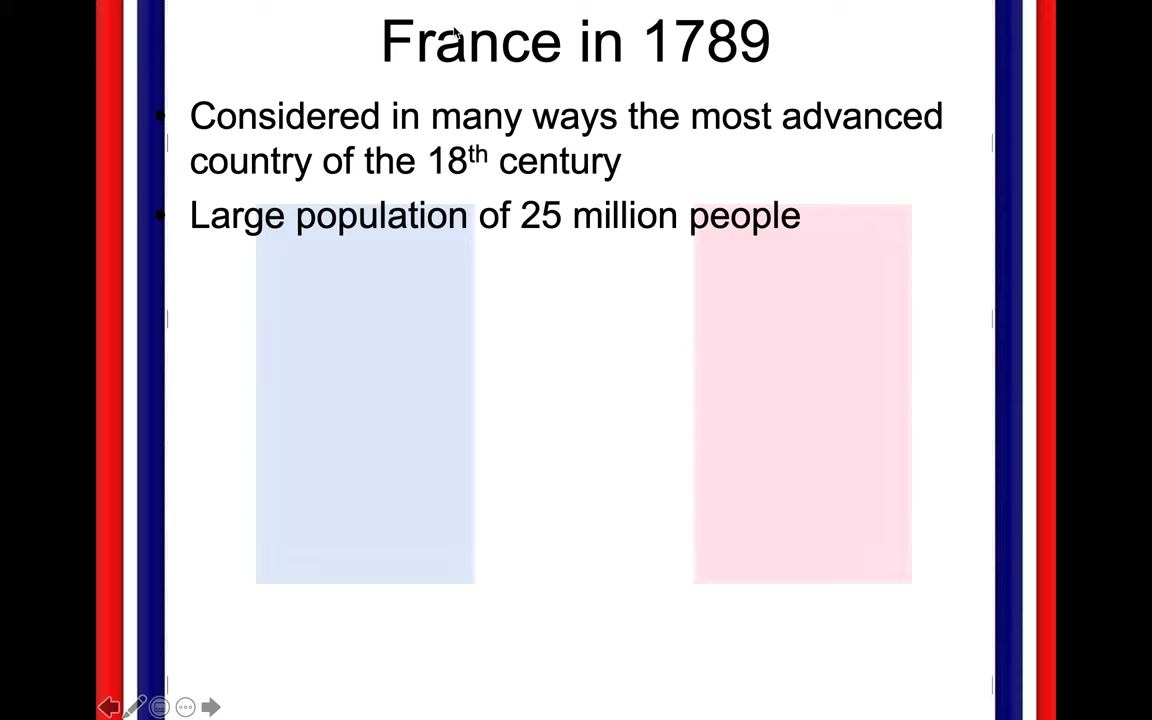 France in 1789
• Considered in many ways the most advanced
country of the 18th century
• Large population of 25 million people